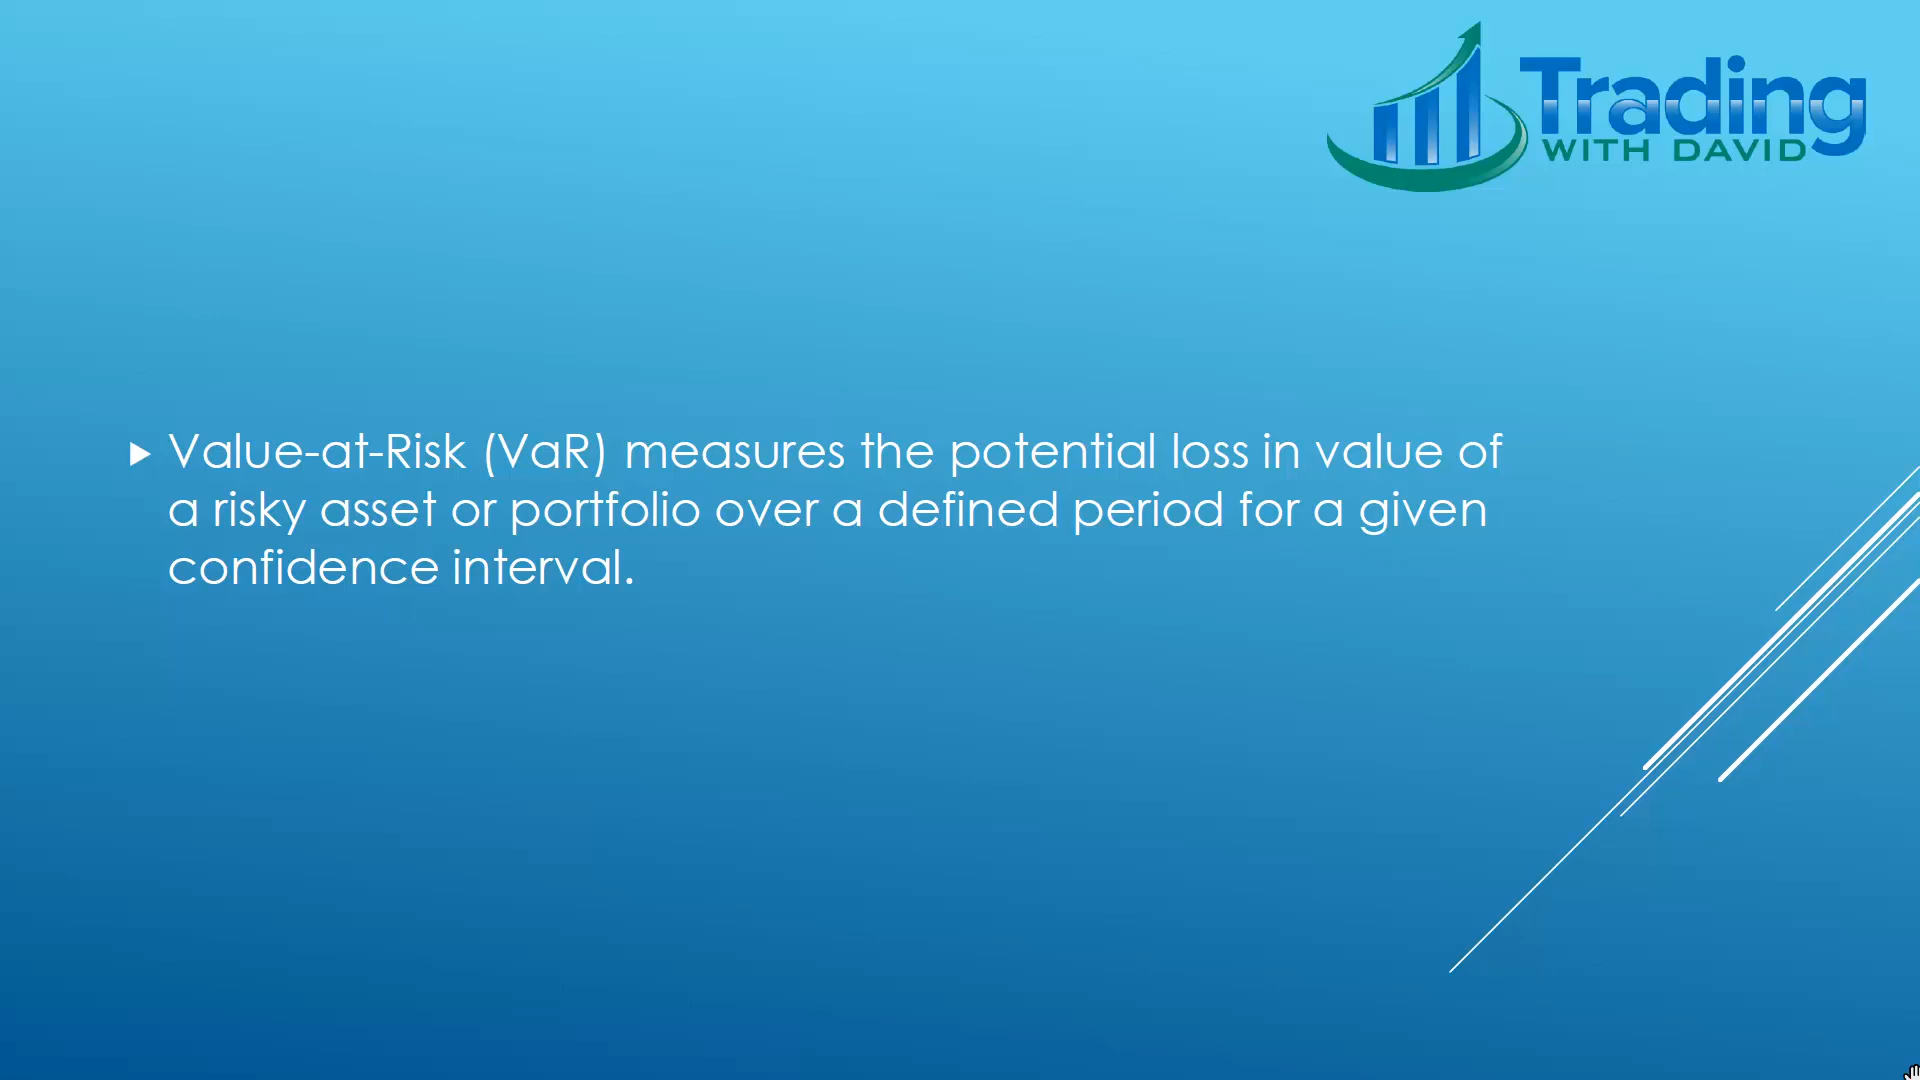 Trading
WITH DAVID
Value-at-Risk (VaR) measures the potential loss in value of
a risky asset or portfolio over a defined period for a given
confidence interval.